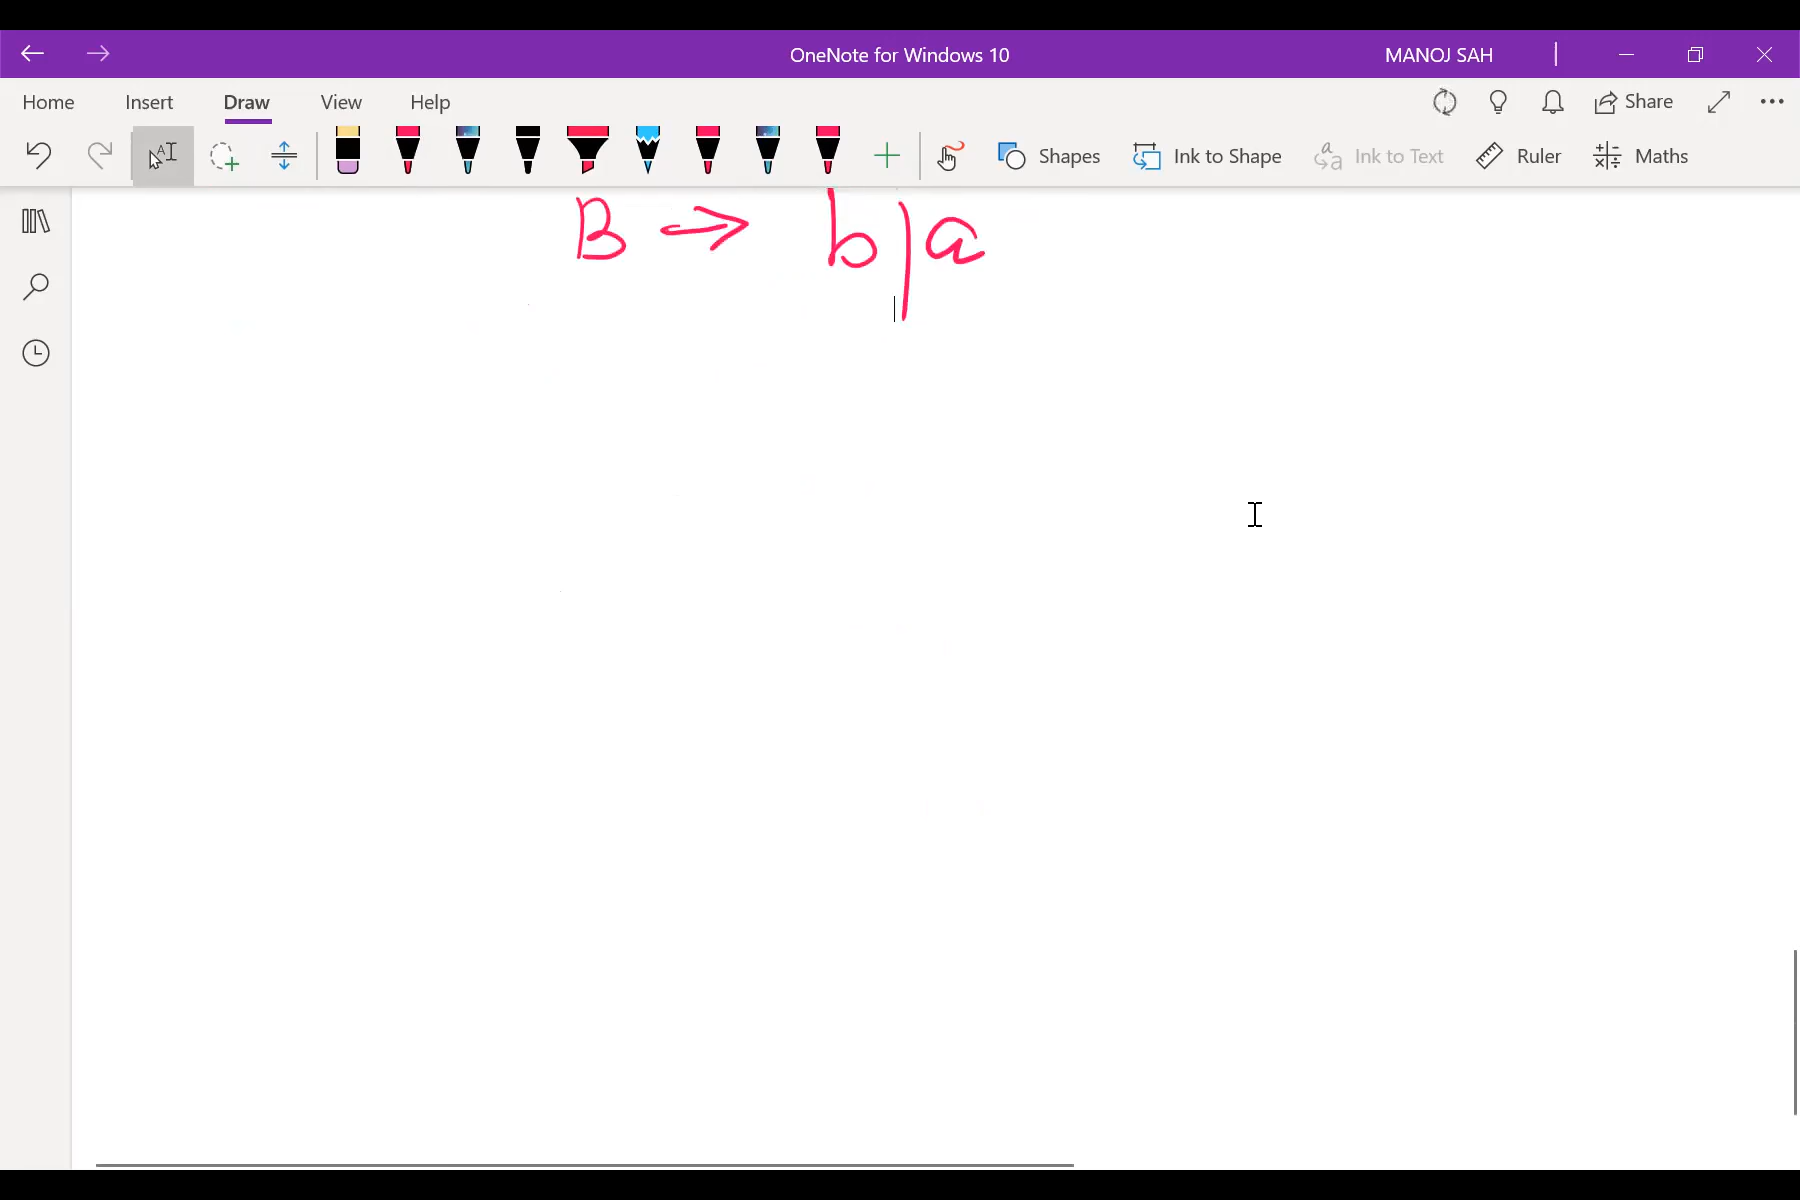 OneNote for Windows 10 MANOJ SAH
Home Insert Draw View Help Share
Shapes Ink to Shape Ink to Text Ruler Maths
B → b|a